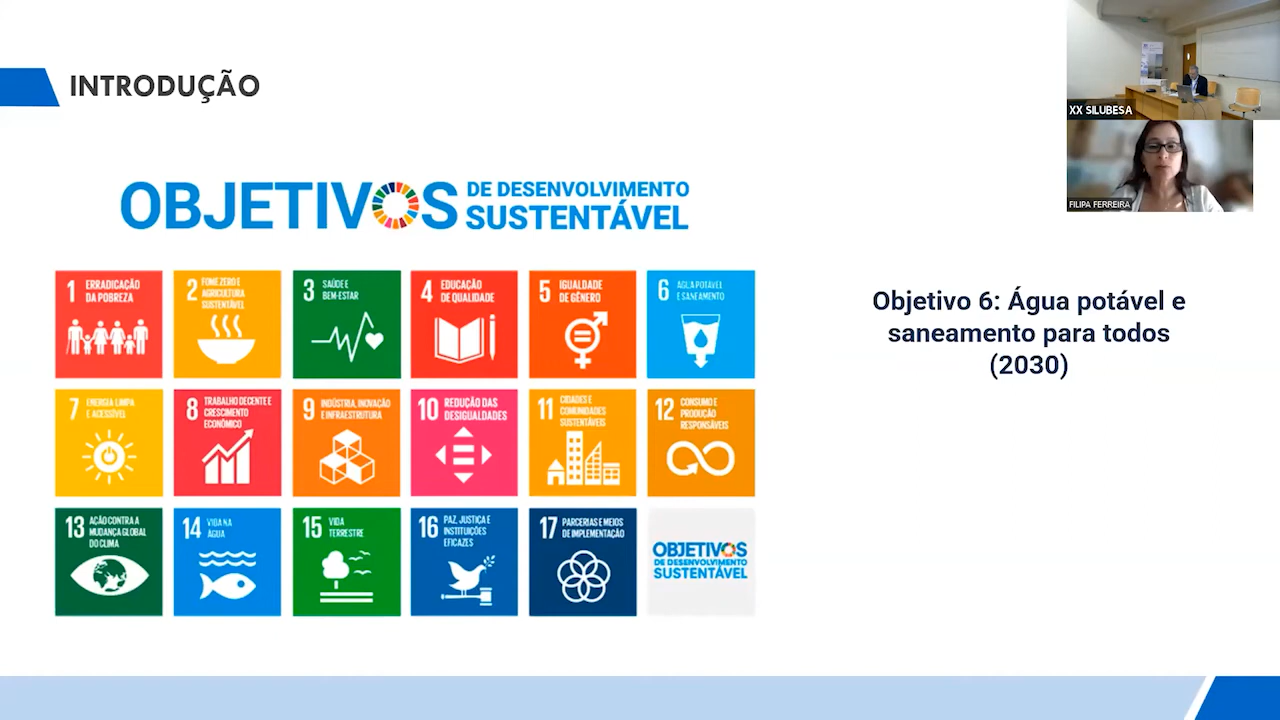 INTRODUÇÃO
XX SILUBESA
FILIPA FERREIRA
OBJETIVOS
DE DESENVOLVIMENTO
SUSTENTÁVEL
1 ERRADICAÇÃO
DA POBREZA
2 FOME ZERO E
AGRICULTURA
SUSTENTÁVEL
3 SAÚDE E
BEM-ESTAR
4 EDUCAÇÃO
DE QUALIDADE
5 IGUALDADE
DE GÊNERO
6 ÁGUA POTÁVEL
E SANEAMENTO
7 ENERGIA LIMPA
E ACESSÍVEL
8 TRABALHO DECENTE E
CRESCIMENTO
ECONÔMICO
9 INDÚSTRIA, INOVAÇÃO
E INFRAESTRUTURA
10 REDUÇÃO DAS
DESIGUALDADES
11 CIDADES E
COMUNIDADES
SUSTENTÁVEIS
12 CONSUMO E
PRODUÇÃO
RESPONSÁVEIS
13 AÇÃO CONTRA A
MUDANÇA GLOBAL
DO CLIMA
14 VIDA NA
ÁGUA
15 VIDA
TERRESTRE
16 PAZ, JUSTIÇA E
INSTITUIÇÕES
EFICAZES
17 PARCERIAS E MEIOS
DE IMPLEMENTAÇÃO
OBJETIVOS
DE DESENVOLVIMENTO
SUSTENTÁVEL
Objetivo 6: Água potável e
saneamento para todos
(2030)